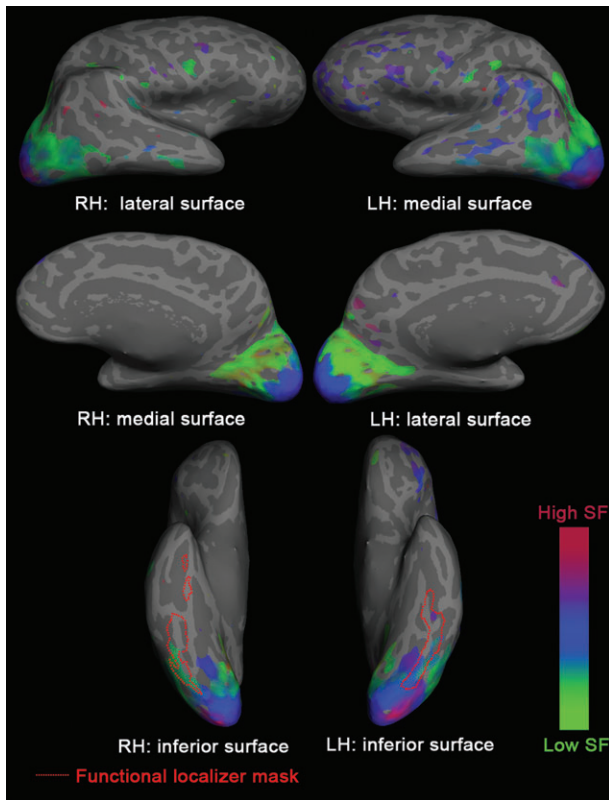 RH: lateral surface
LH: medial surface
RH: medial surface
LH: lateral surface
High SF
Low SF
RH: inferior surface
LH: inferior surface
Functional localizer mask